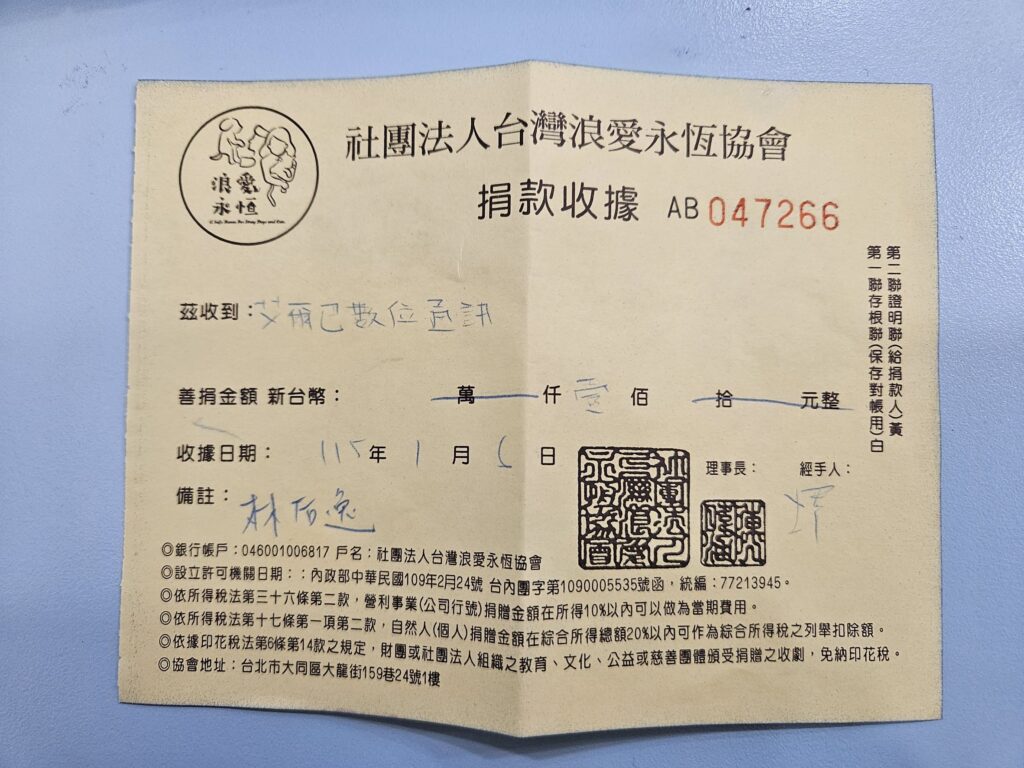 浪愛
永恆
社團法人台灣浪愛永恆協會
捐款收據 AB 047266
第二聯證明聯(給捐款人)黃
第一聯存根聯(保存對帳用)白
茲收到：艾爾巴數位通訊
善捐金額 新台幣： 萬 仟 壹 佰 拾 元整
收據日期： 115 年 1 月 6 日
理事長： 經手人：
備註：
◎銀行帳戶：046001006817 戶名：社團法人台灣浪愛永恆協會
◎設立許可機關日期：：內政部中華民國109年2月24號 台內團字第1090005535號函，統編：77213945。
◎依所得稅法第三十六條第二款，營利事業(公司行號)捐贈金額在所得10%以內可以做為當期費用。
◎依所得稅法第十七條第一項第二款，自然人(個人)捐贈金額在綜合所得總額20%以內可作為綜合所得稅之列舉扣除額。
◎依據印花稅法第6條第14款之規定，財團或社團法人組織之教育、文化、公益或慈善團體領受捐贈之收劇，免納印花稅。
◎協會地址：台北市大同區大龍街159巷24號1樓